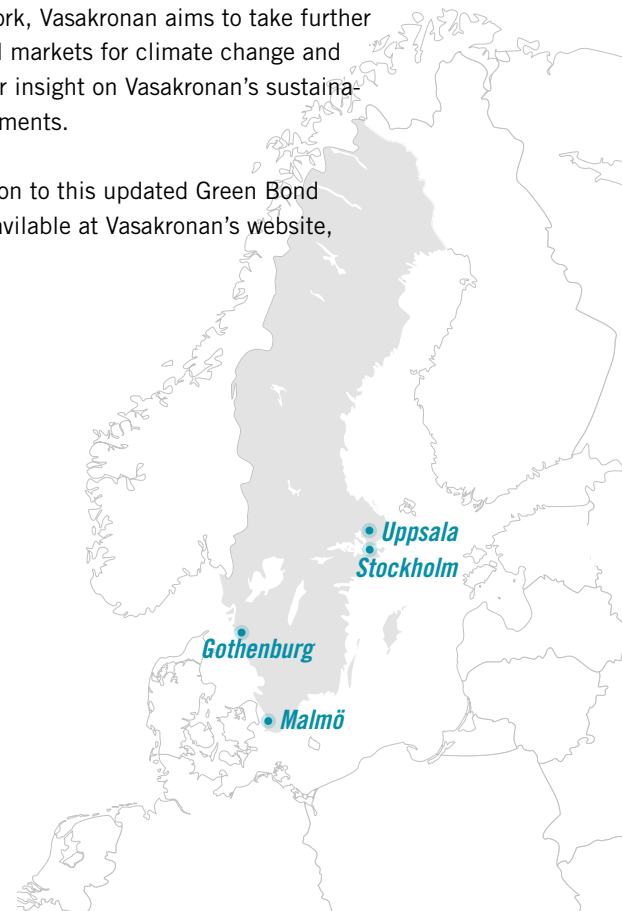 ork, Vasakronan aims to take further
l markets for climate change and
r insight on Vasakronan’s sustaina-
ments.
on to this updated Green Bond
avilable at Vasakronan’s website,
Uppsala
Stockholm
Gothenburg
Malmö